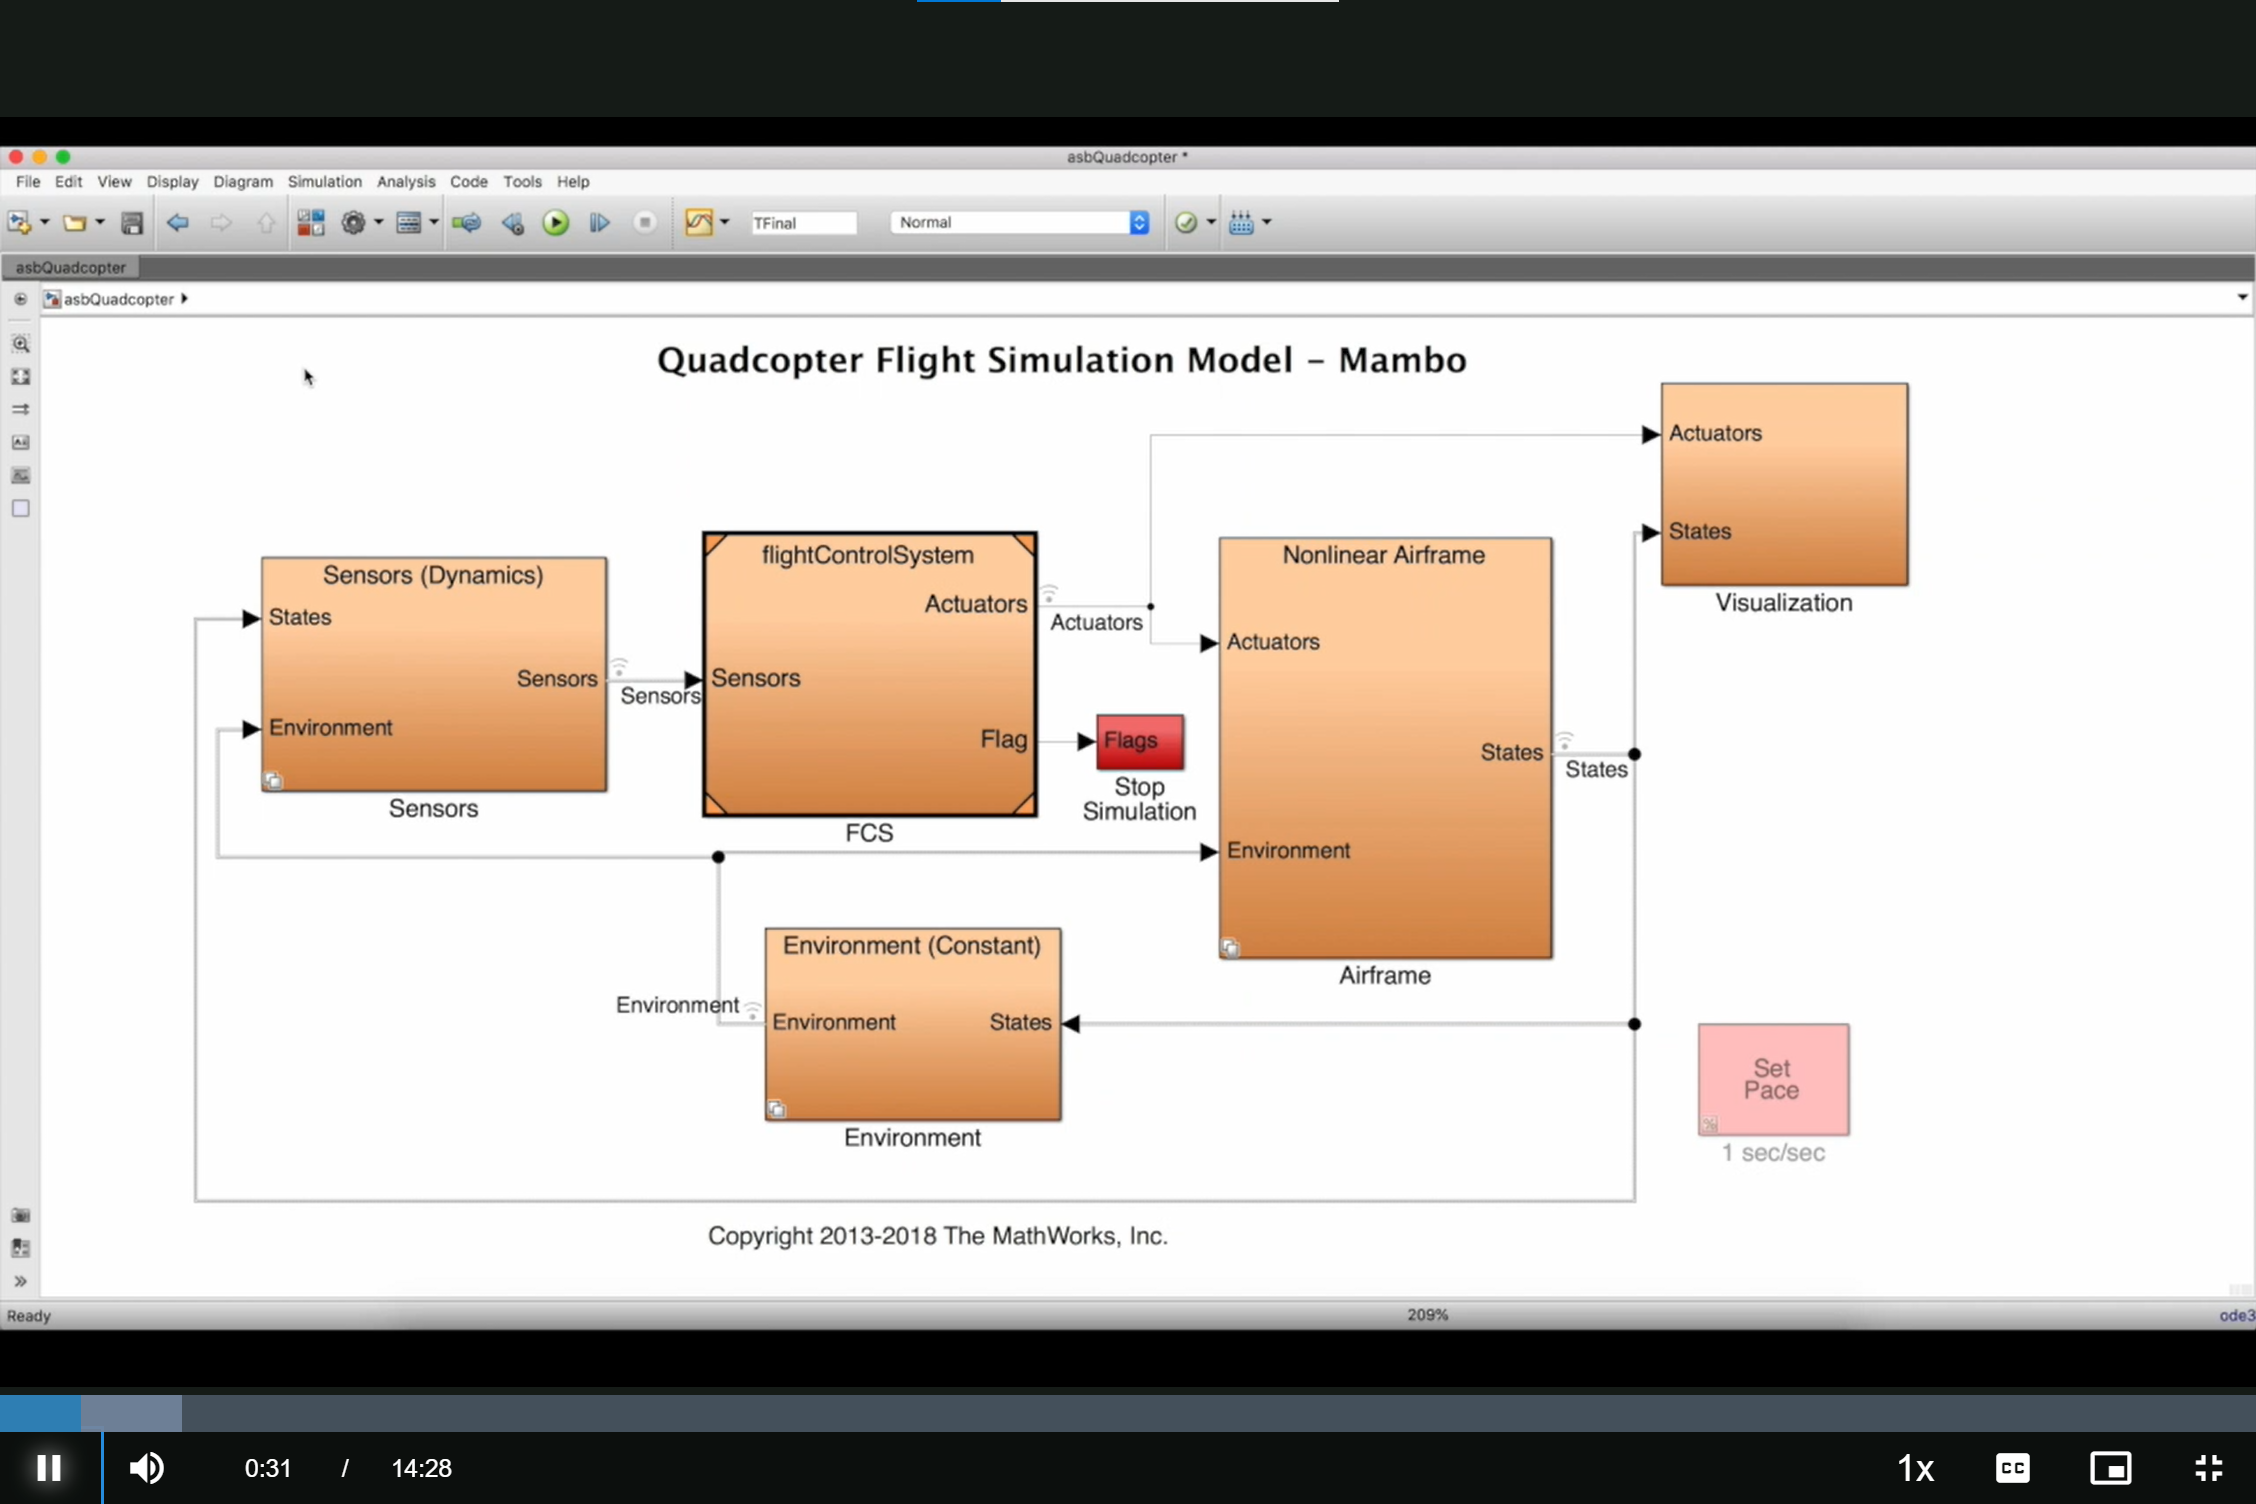 asbQuadcopter *
File Edit View Display Diagram Simulation Analysis Code Tools Help
TFinal
Normal
asbQuadcopter
asbQuadcopter
Quadcopter Flight Simulation Model – Mambo
Actuators
States
Visualization
Sensors (Dynamics)
States
Sensors
Environment
Sensors
Sensors
flightControlSystem
Actuators
Sensors
Flag
FCS
Actuators
Flags
Stop
Simulation
Nonlinear Airframe
Actuators
States
Environment
Airframe
States
Environment (Constant)
Environment
Environment States
Environment
Set
Pace
1 sec/sec
Copyright 2013-2018 The MathWorks, Inc.
Ready
209%
ode3
0:31 / 14:28
1x
CC